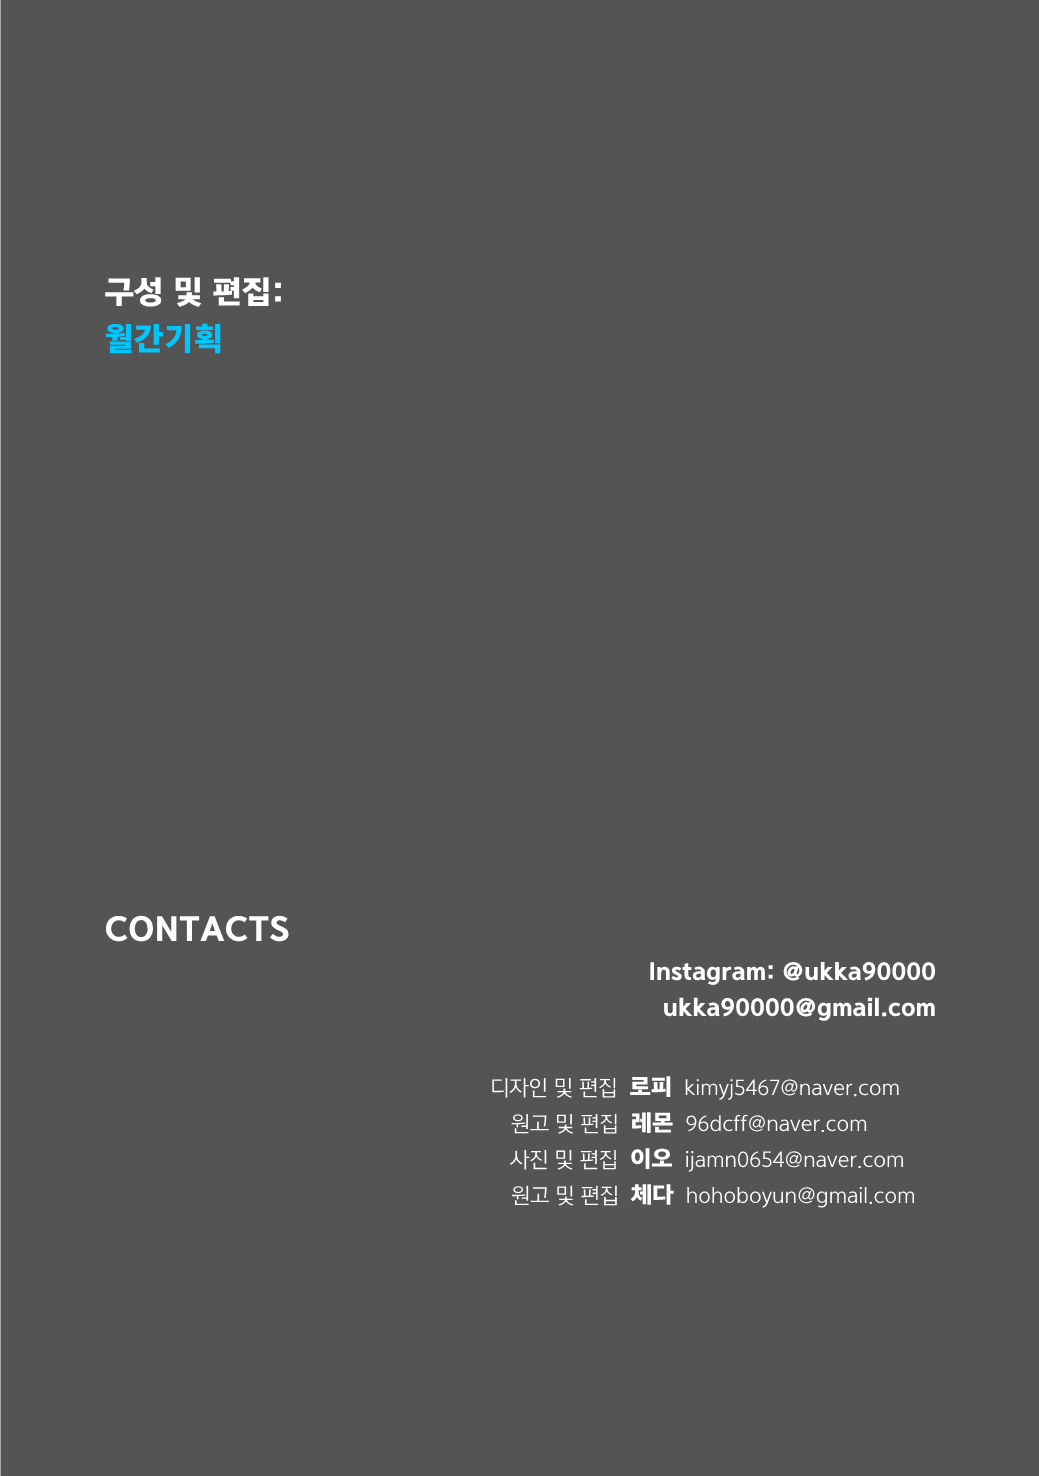 구성 및 편집:
월간기획
CONTACTS
Instagram: @ukka90000
ukka90000@gmail.com
디자인 및 편집 로피 kimyj5467@naver.com
원고 및 편집 레몬 96dcff@naver.com
사진 및 편집 이오 ijamn0654@naver.com
원고 및 편집 체다 hohoboyun@gmail.com